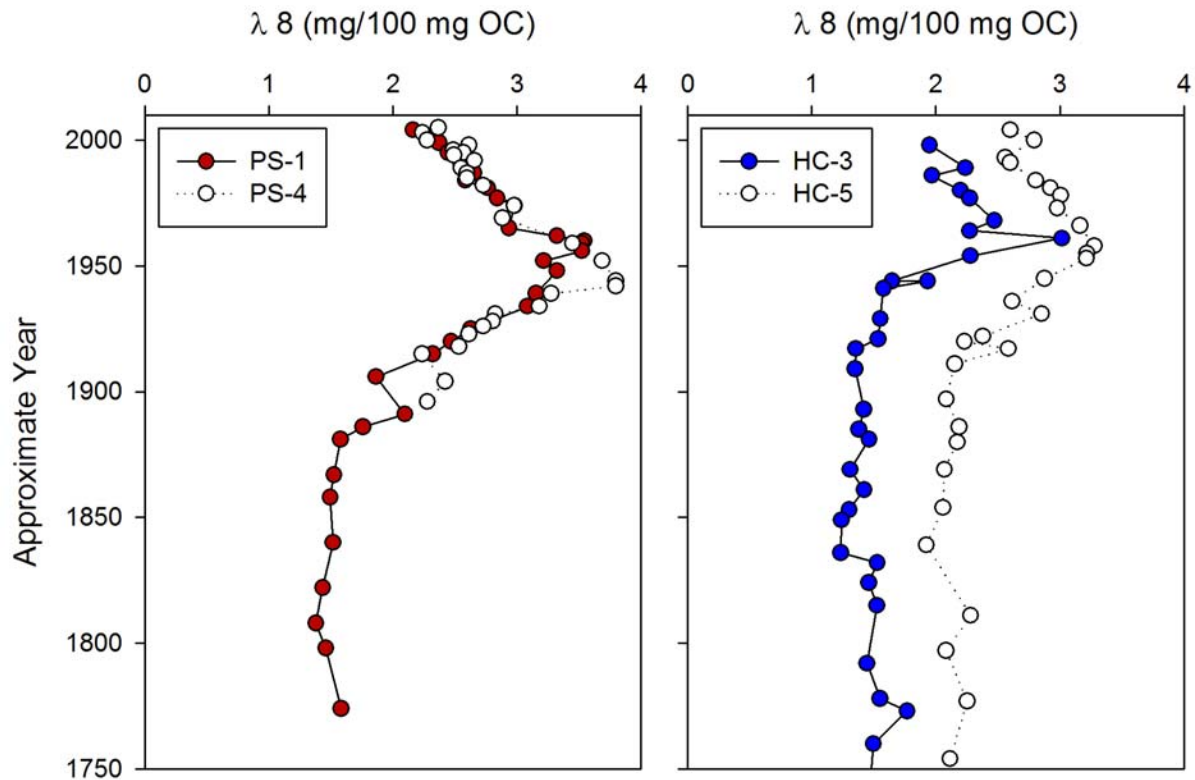 λ 8 (mg/100 mg OC)
λ 8 (mg/100 mg OC)
0 1 2 3 4
0 1 2 3 4
PS-1
PS-4
HC-3
HC-5
Approximate Year
2000
1950
1900
1850
1800
1750